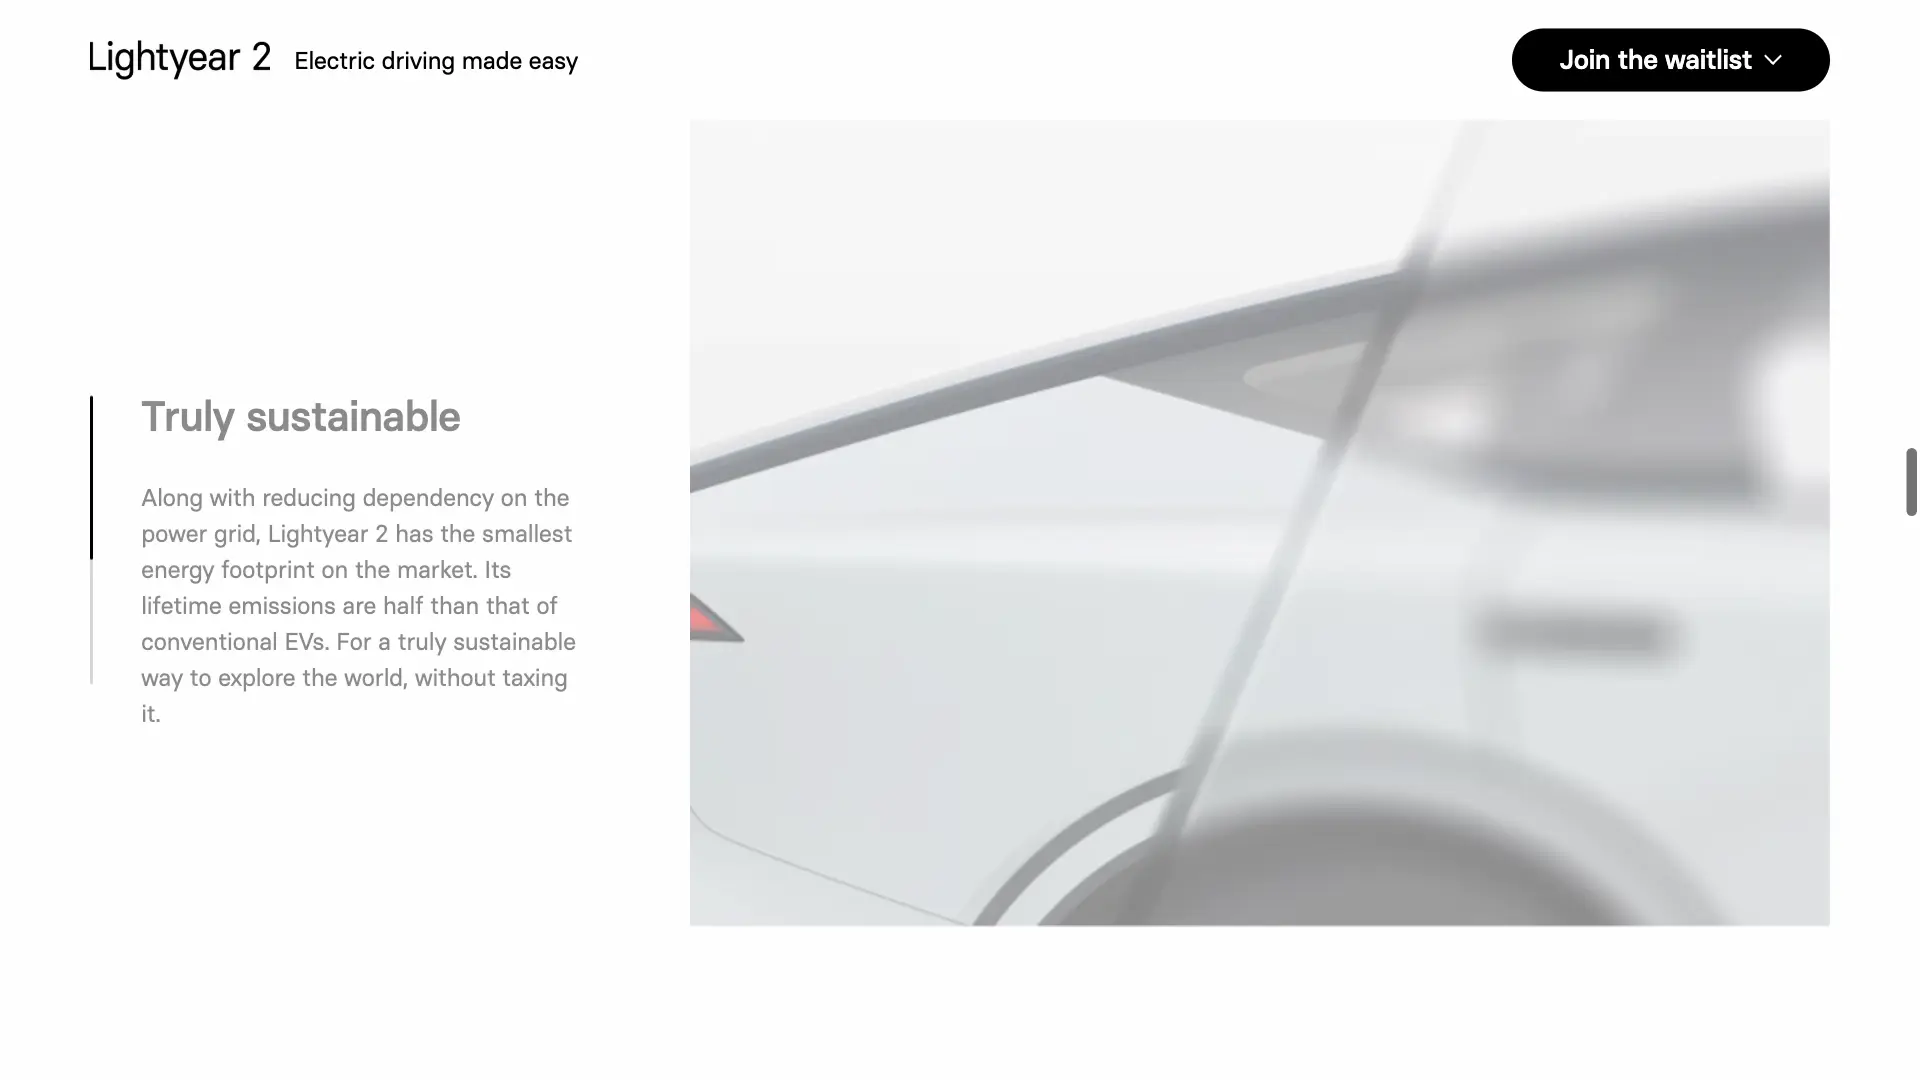 Lightyear 2 Electric driving made easy
Join the waitlist
Truly sustainable
Along with reducing dependency on the
power grid, Lightyear 2 has the smallest
energy footprint on the market. Its
lifetime emissions are half than that of
conventional EVs. For a truly sustainable
way to explore the world, without taxing
it.